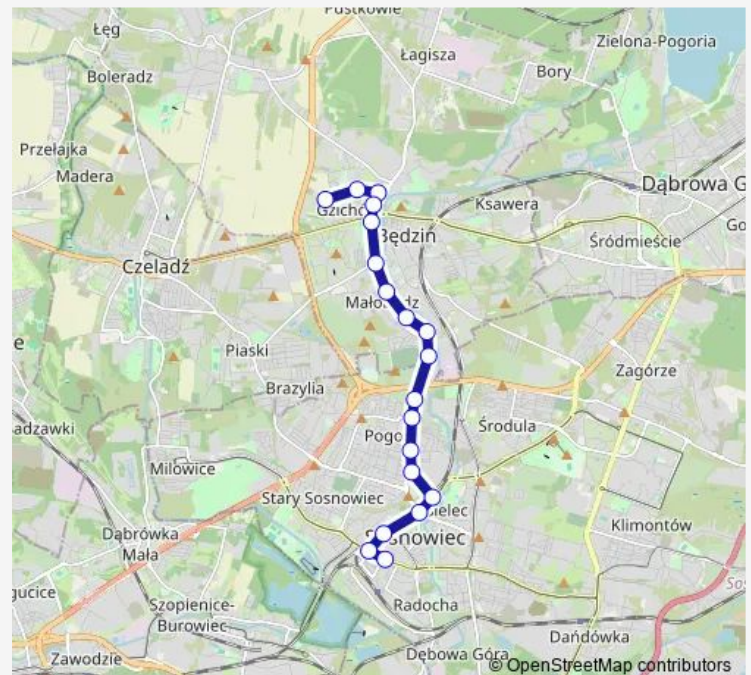 Pustkowie
Łęg
Łagisza
Zielona-Pogoria
Boleradz
Bory
Przełajka
Madera
Dąbrowa G
Ksawera
Będzin
Śródmieście
Go
Czeladź
e
Piaski
Zagórze
Brazylia
adzawki
Środula
Milowice
Stary Sosnowiec
Klimontów
Sosnowiec
Dąbrówka
Mała
gucice
Szopienice-
Burowiec
Radocha
Dańdówka
Zawodzie
Dębowa Góra
© OpenStreetMap contributors